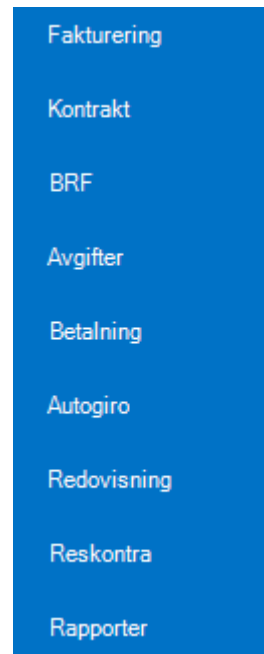 Fakturering
Kontrakt
BRF
Avgifter
Betalning
Autogiro
Redovisning
Reskontra
Rapporter